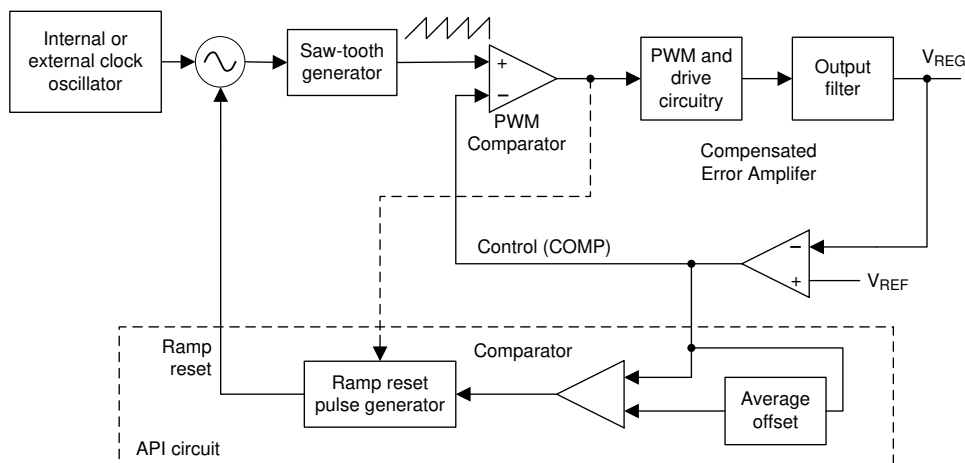 Internal or
external clock
oscillator
Saw-tooth
generator
+
−
PWM
Comparator
PWM and
drive
circuitry
Output
filter
VREG
Compensated
Error Amplifer
Control (COMP)
−
+
VREF
Ramp
reset
Ramp reset
pulse generator
Comparator
Average
offset
API circuit